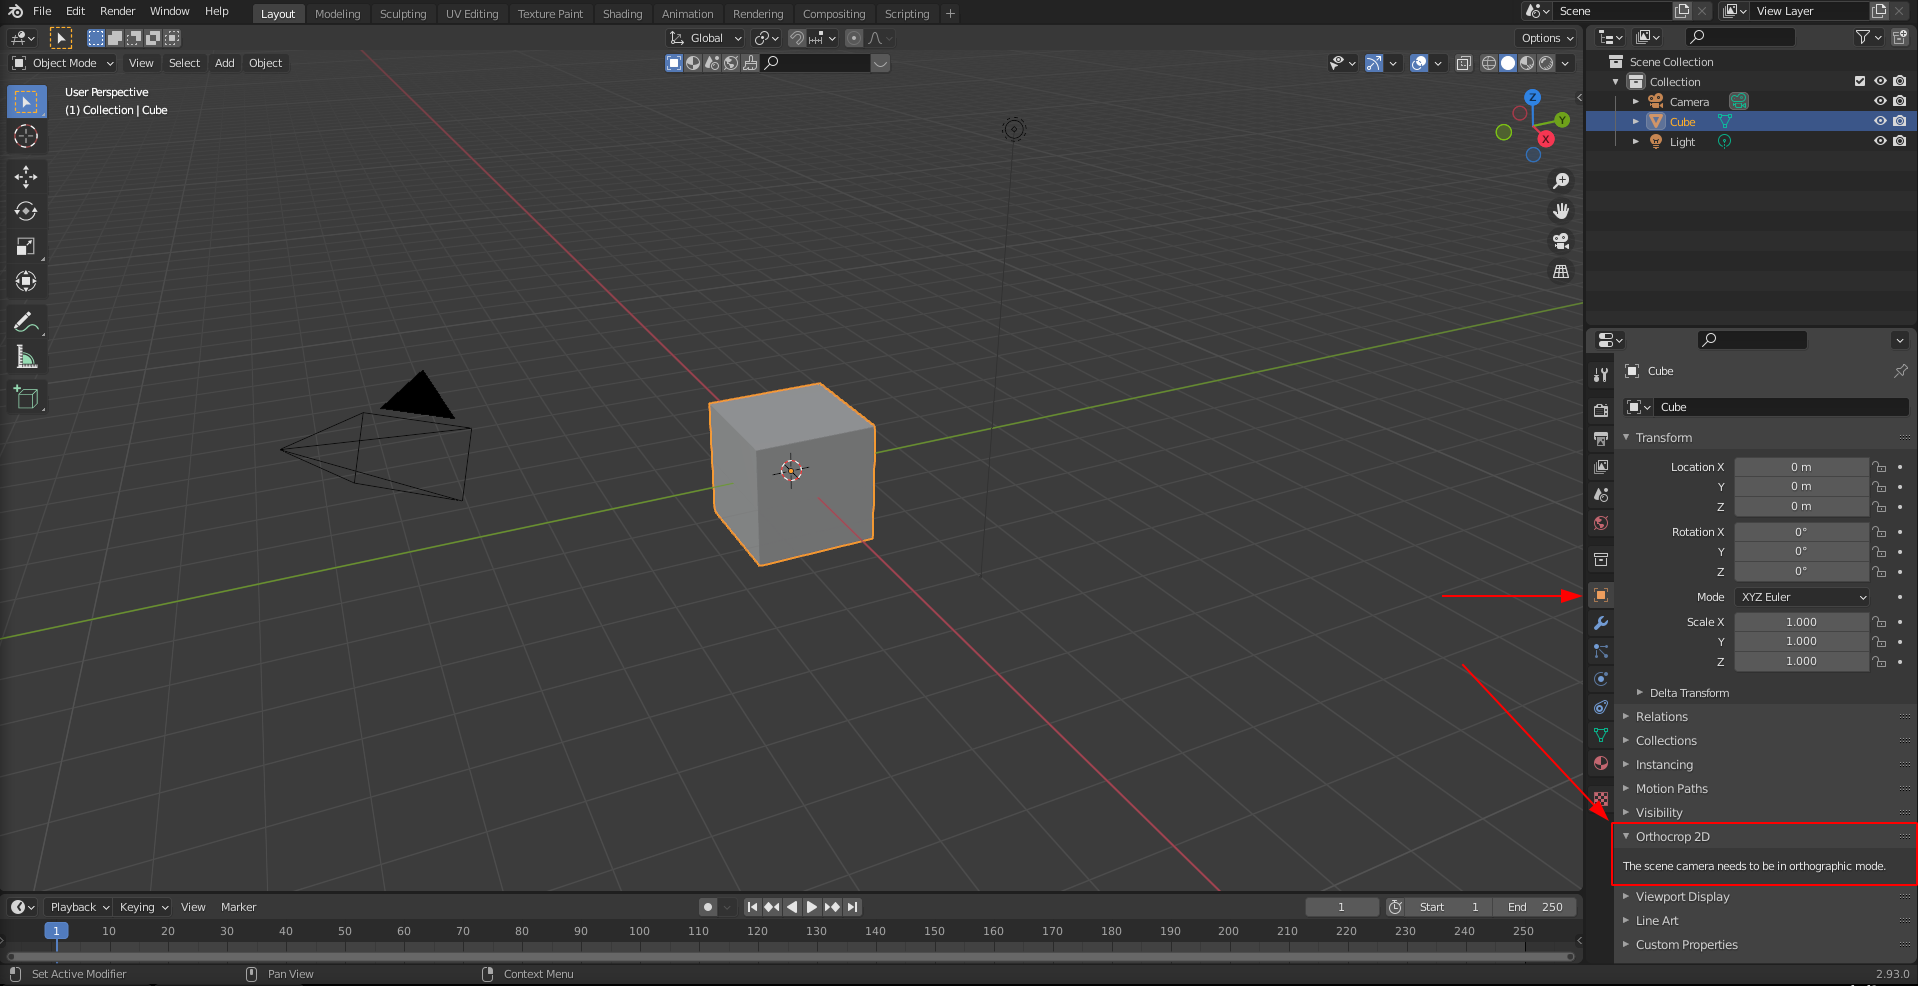 File Edit Render Window Help Layout Modeling Sculpting UV Editing Texture Paint Shading Animation Rendering Compositing Scripting + Scene View Layer
Global Options
Object Mode View Select Add Object
User Perspective
(1) Collection | Cube
Z
Y
X
Scene Collection
Collection
Camera
Cube
Light
Cube
Cube
Transform
Location X 0 m
Y 0 m
Z 0 m
Rotation X 0°
Y 0°
Z 0°
Mode XYZ Euler
Scale X 1.000
Y 1.000
Z 1.000
Delta Transform
Relations
Collections
Instancing
Motion Paths
Visibility
Orthocrop 2D
The scene camera needs to be in orthographic mode.
Viewport Display
Line Art
Custom Properties
Playback Keying View Marker 1 Start 1 End 250
1 10 20 30 40 50 60 70 80 90 100 110 120 130 140 150 160 170 180 190 200 210 220 230 240 250
Set Active Modifier Pan View Context Menu 2.93.0